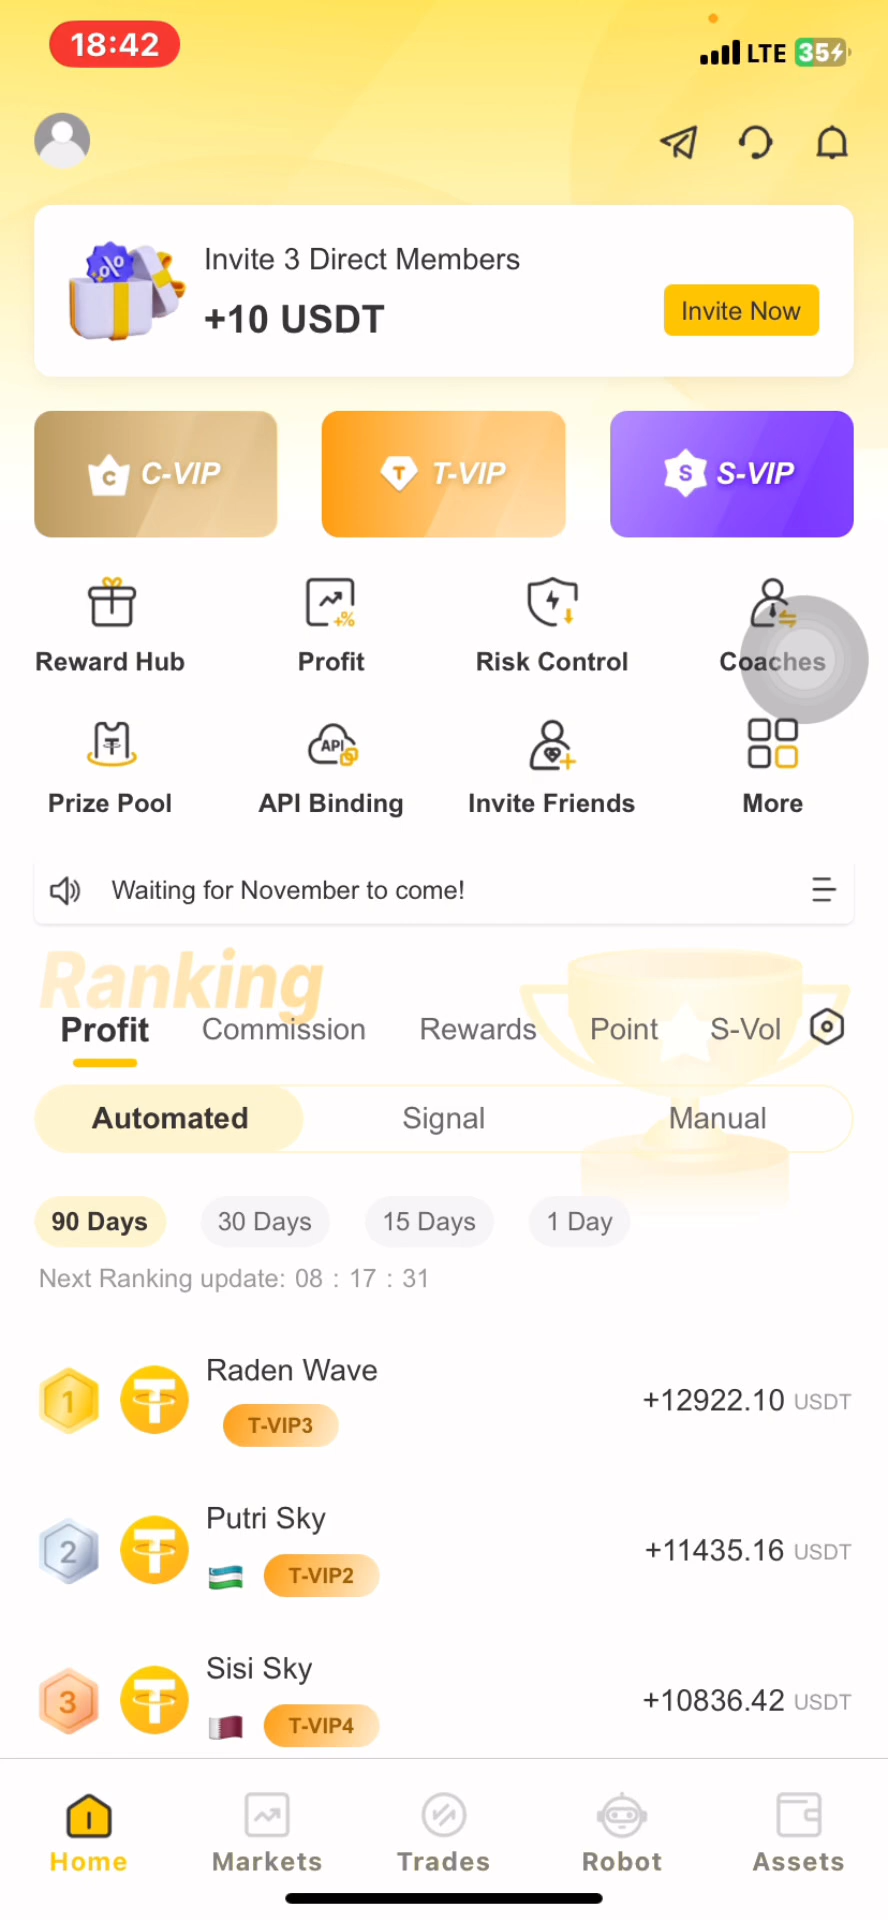 18:42
LTE 35
Invite 3 Direct Members
+10 USDT
Invite Now
C C-VIP
T T-VIP
S S-VIP
+%
Reward Hub
Profit
Risk Control
Coaches
API
Prize Pool
API Binding
Invite Friends
More
Waiting for November to come!
Ranking
Profit
Commission
Rewards
Point
S-Vol
Automated
Signal
Manual
90 Days
30 Days
15 Days
1 Day
Next Ranking update: 08 : 17 : 31
1
Raden Wave
T-VIP3
+12922.10 USDT
2
Putri Sky
T-VIP2
+11435.16 USDT
3
Sisi Sky
T-VIP4
+10836.42 USDT
Home
Markets
Trades
Robot
Assets